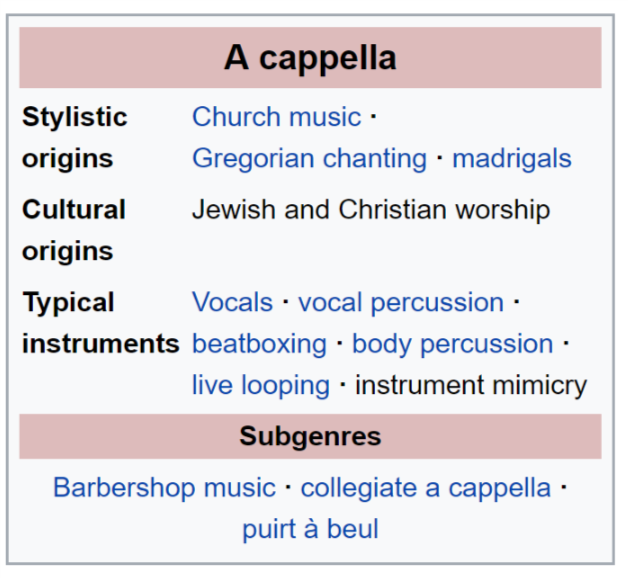 A cappella
Stylistic origins
Church music ·
Gregorian chanting · madrigals
Cultural origins
Jewish and Christian worship
Typical instruments
Vocals · vocal percussion ·
beatboxing · body percussion ·
live looping · instrument mimicry
Subgenres
Barbershop music · collegiate a cappella ·
puirt à beul